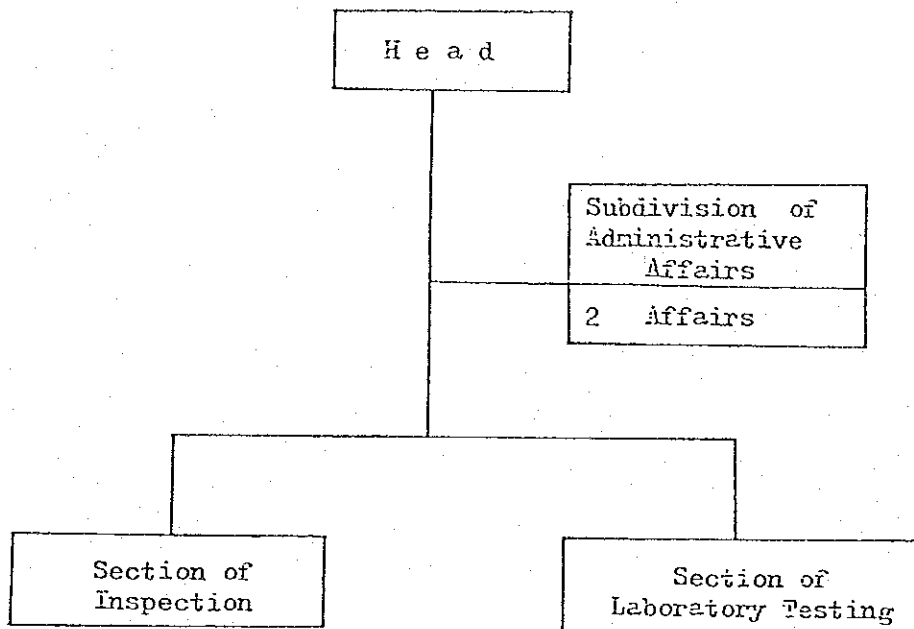 H e a d
Subdivision of
Administrative
Affairs
2 Affairs
Section of
Inspection
Section of
Laboratory Testing